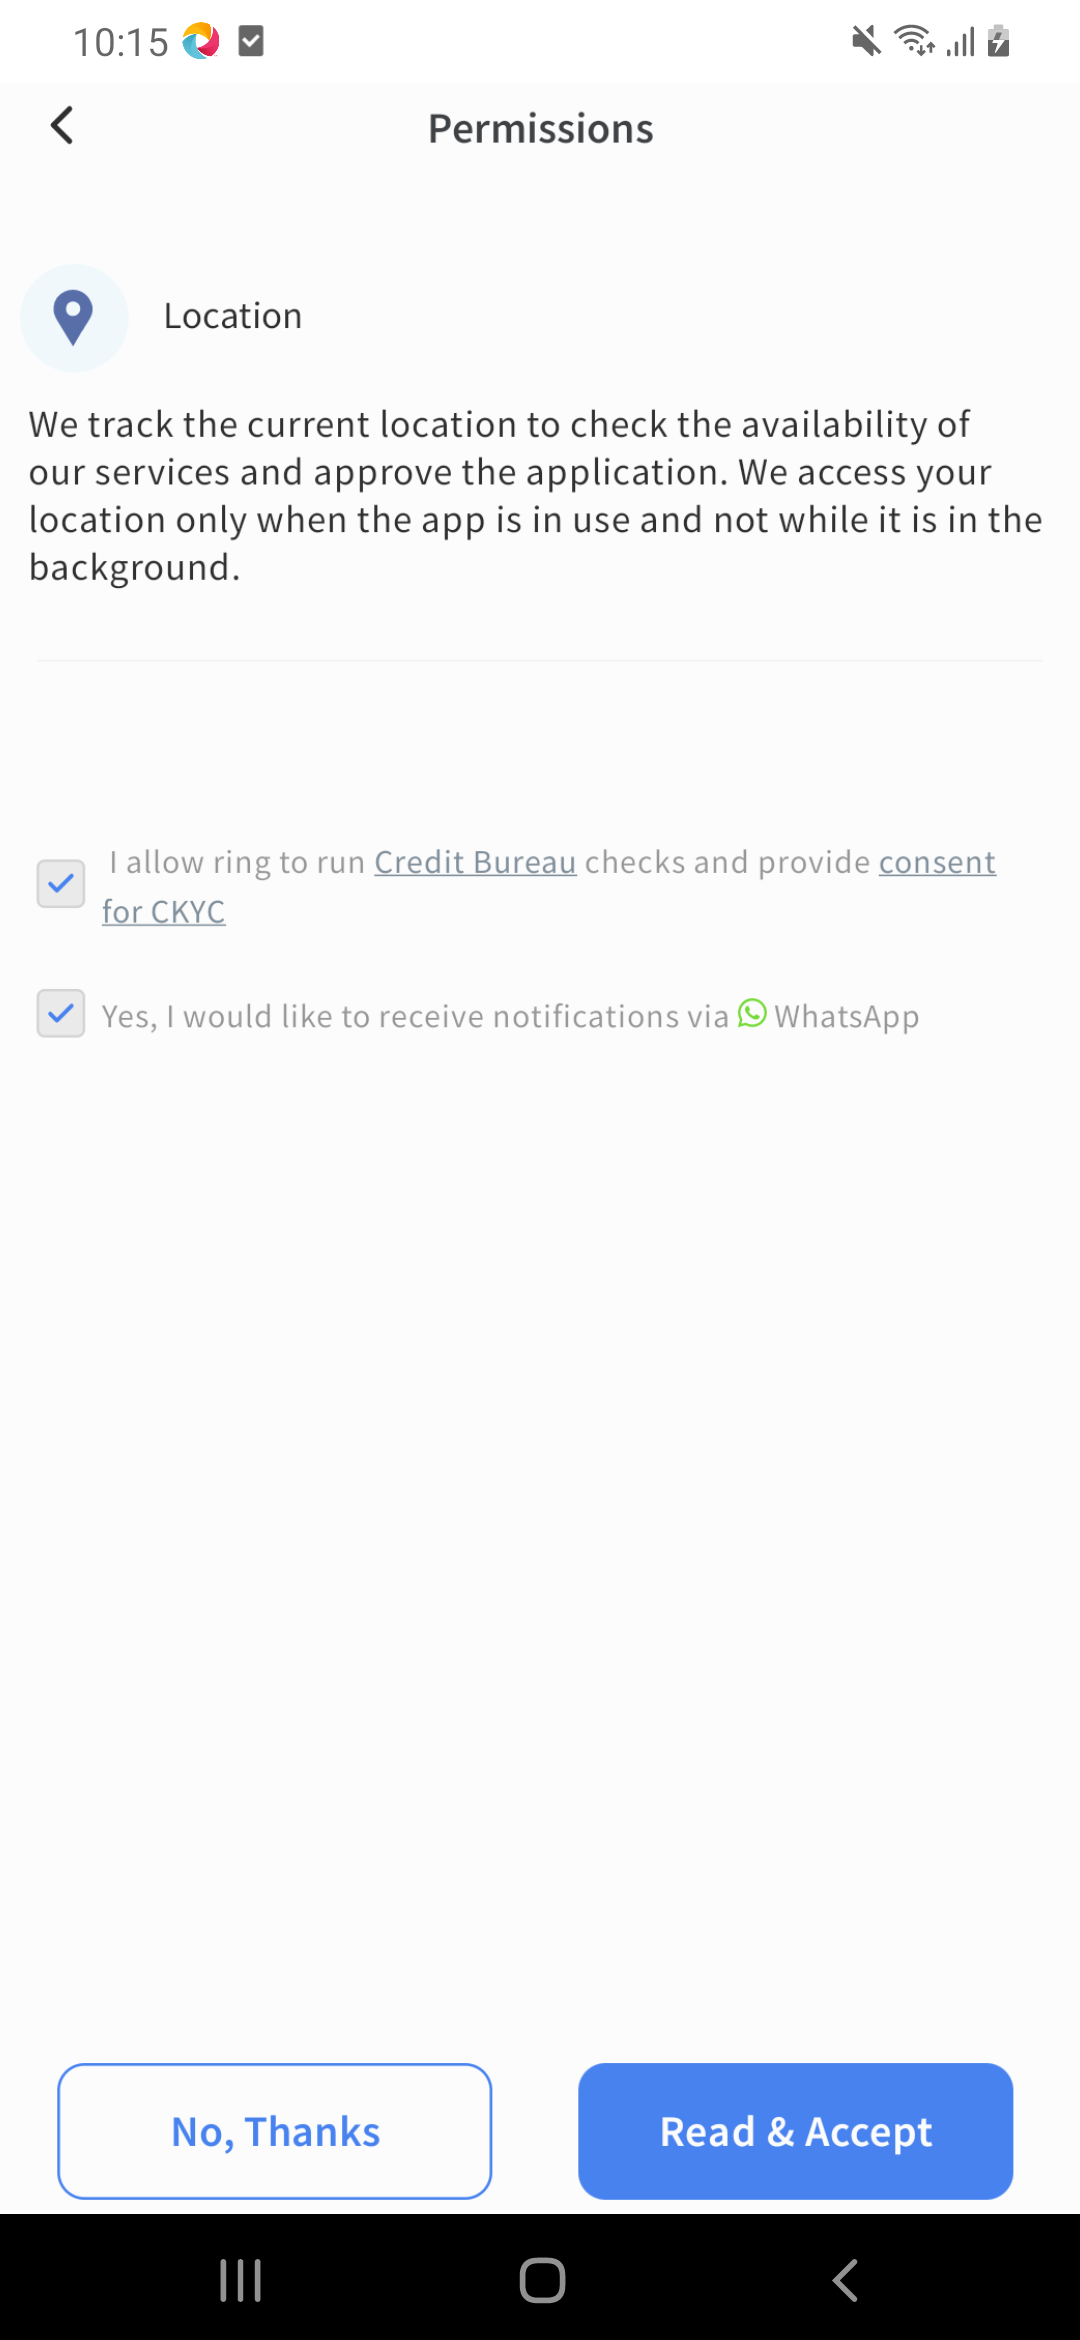 10:15
Permissions
Location
We track the current location to check the availability of
our services and approve the application. We access your
location only when the app is in use and not while it is in the
background.
I allow ring to run Credit Bureau checks and provide consent
for CKYC
Yes, I would like to receive notifications via WhatsApp
No, Thanks
Read & Accept